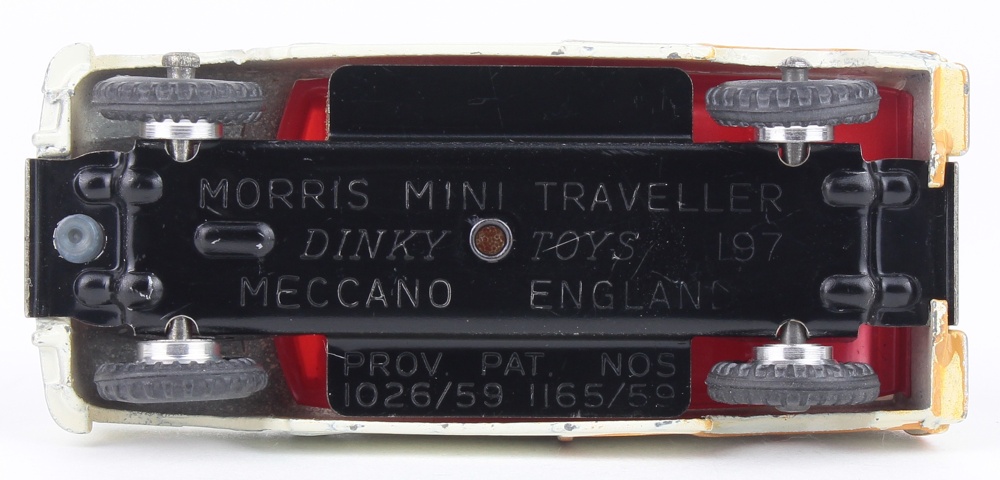 MORRIS MINI TRAVELLER
DINKY TOYS 197
MECCANO ENGLAND
PROV. PAT. NOS
1026/59 1165/59